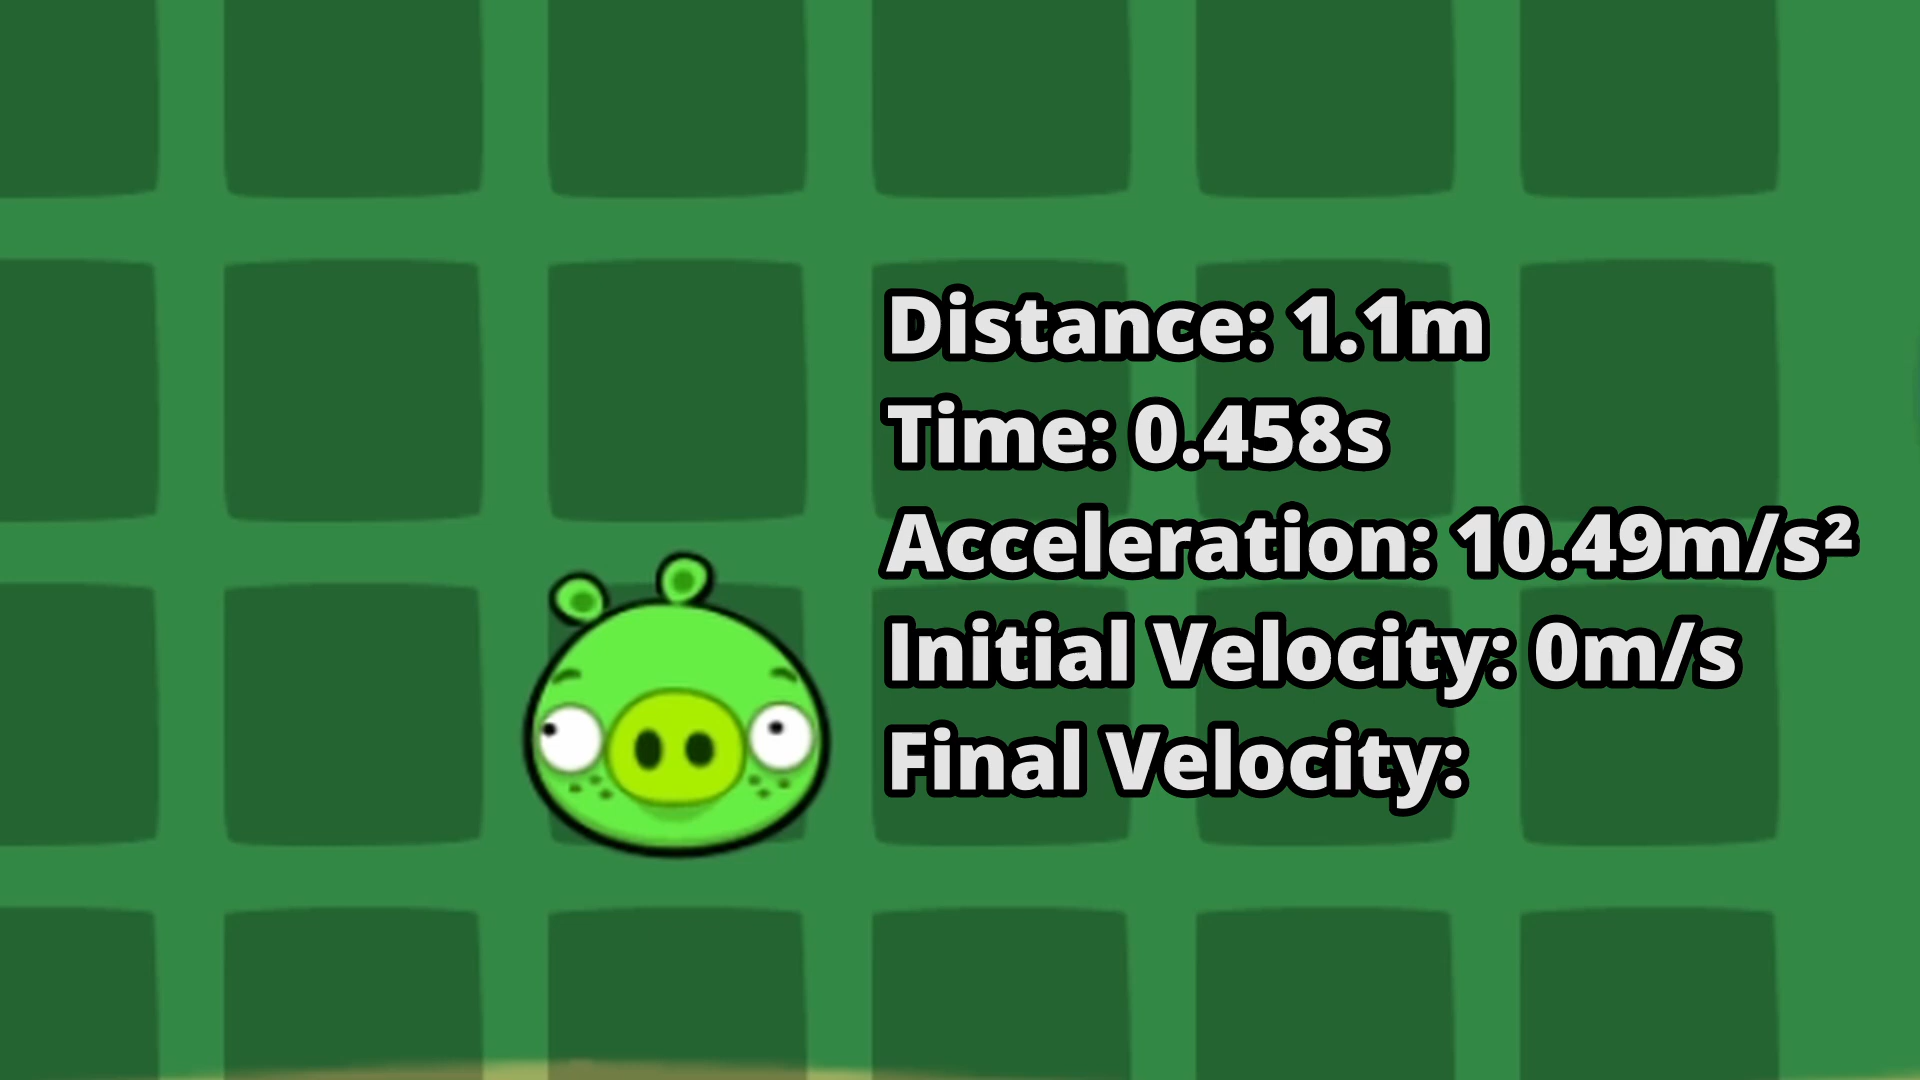 Distance: 1.1m
Time: 0.458s
Acceleration: 10.49m/s²
Initial Velocity: 0m/s
Final Velocity: